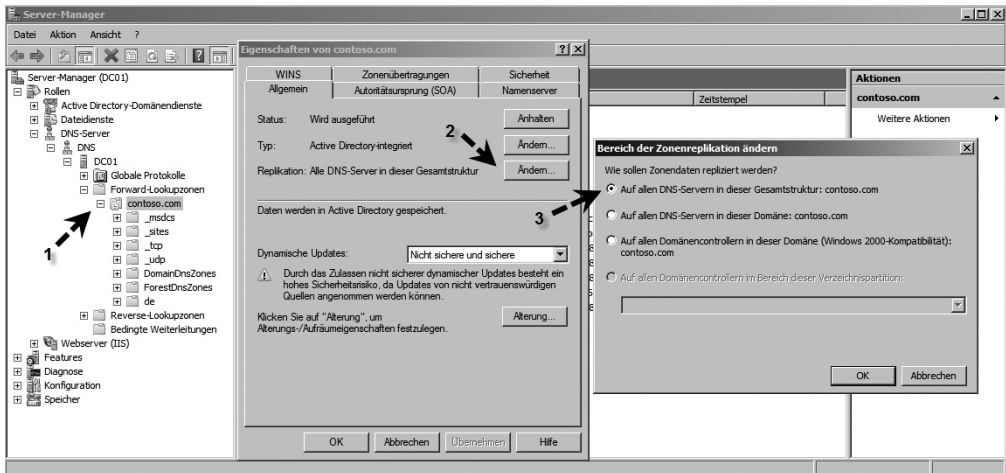 Server-Manager
Datei Aktion Ansicht ?
Server-Manager (DC01)
Rollen
Active Directory-Domänendienste
Dateidienste
DNS-Server
DNS
DC01
Globale Protokolle
Forward-Lookupzonen
contoso.com
_msdcs
_sites
_tcp
_udp
DomainDnsZones
ForestDnsZones
de
Reverse-Lookupzonen
Bedingte Weiterleitungen
Webserver (IIS)
Features
Diagnose
Konfiguration
Speicher
1
Eigenschaften von contoso.com
WINS Zonenübertragungen Sicherheit
Allgemein Autoritätsursprung (SOA) Namenserver
Status: Wird ausgeführt Anhalten
2
Typ: Active Directory-integriert Ändern...
Replikation: Alle DNS-Server in dieser Gesamtstruktur Ändern...
Daten werden in Active Directory gespeichert.
Dynamische Updates: Nicht sichere und sichere
Durch das Zulassen nicht sicherer dynamischer Updates besteht ein
hohes Sicherheitsrisiko, da Updates von nicht vertrauenswürdigen
Quellen angenommen werden können.
Klicken Sie auf "Alterung", um
Alterungs-/Aufräumeigenschaften festzulegen.
Alterung...
OK Abbrechen Übernehmen Hilfe
Zeitstempel
Aktionen
contoso.com
Weitere Aktionen
Bereich der Zonenreplikation ändern
Wie sollen Zonendaten repliziert werden?
3
Auf allen DNS-Servern in dieser Gesamtstruktur: contoso.com
Auf allen DNS-Servern in dieser Domäne: contoso.com
Auf allen Domänencontrollern in dieser Domäne (Windows 2000-Kompatibilität):
contoso.com
Auf allen Domänencontrollern im Bereich dieser Verzeichnispartition:
OK Abbrechen